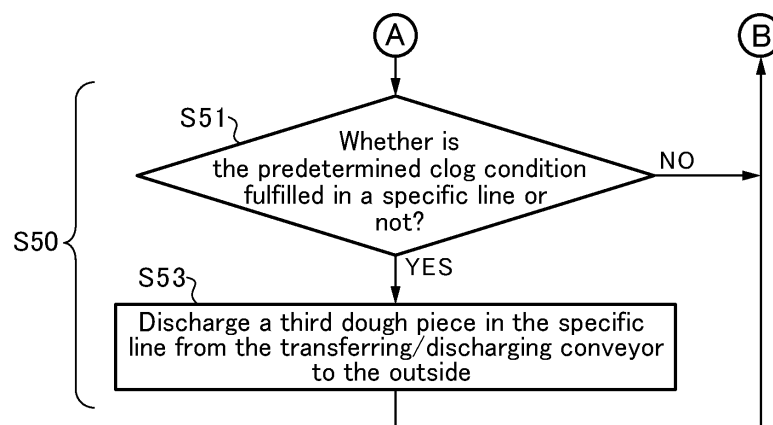 A
B
S51
Whether is
the predetermined clog condition
fulfilled in a specific line or
not?
NO
S50
YES
S53
Discharge a third dough piece in the specific
line from the transferring/discharging conveyor
to the outside